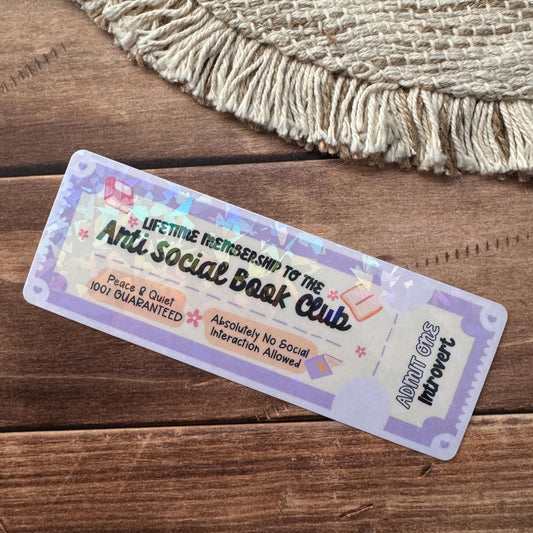 LIFETIME MEMBERSHIP TO THE
Anti Social Book Club
Peace & Quiet
100% GUARANTEED
Absolutely No Social
Interaction Allowed
ADMIT ONE
Introvert